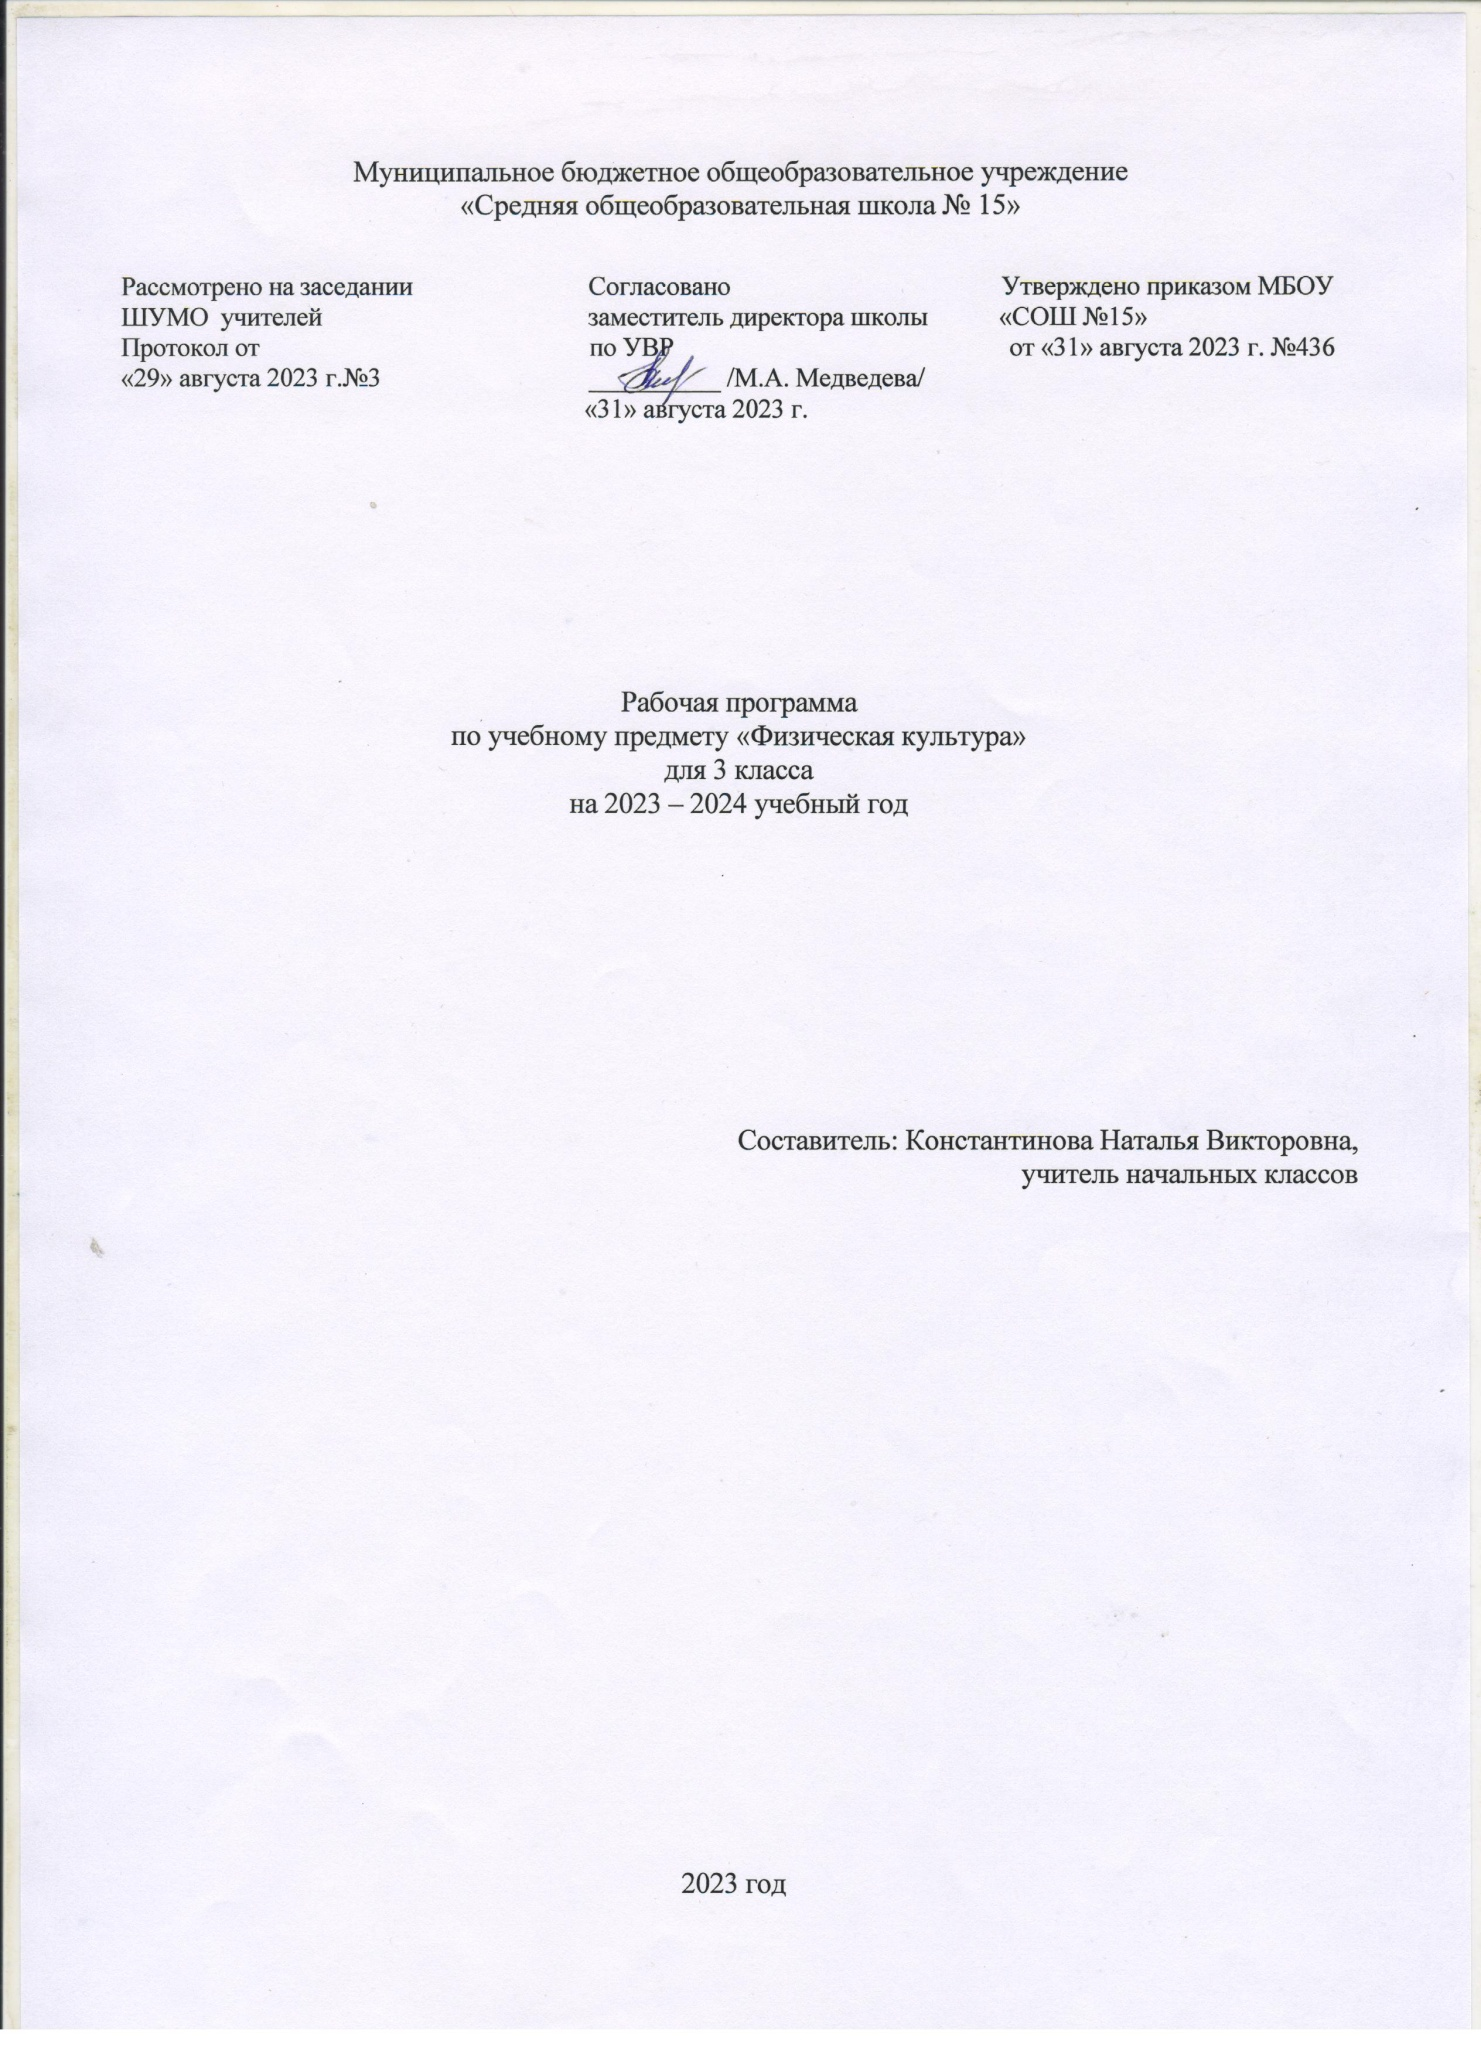 Муниципальное бюджетное общеобразовательное учреждение
«Средняя общеобразовательная школа № 15»
Рассмотрено на заседании
ШУМО учителей
Протокол от
«29» августа 2023 г.№3
Согласовано
заместитель директора школы
по УВР
/М.А. Медведева/
«31» августа 2023 г.
Утверждено приказом МБОУ
«СОШ №15»
от «31» августа 2023 г. №436
Рабочая программа
по учебному предмету «Физическая культура»
для 3 класса
на 2023 – 2024 учебный год
Составитель: Константинова Наталья Викторовна,
учитель начальных классов
2023 год